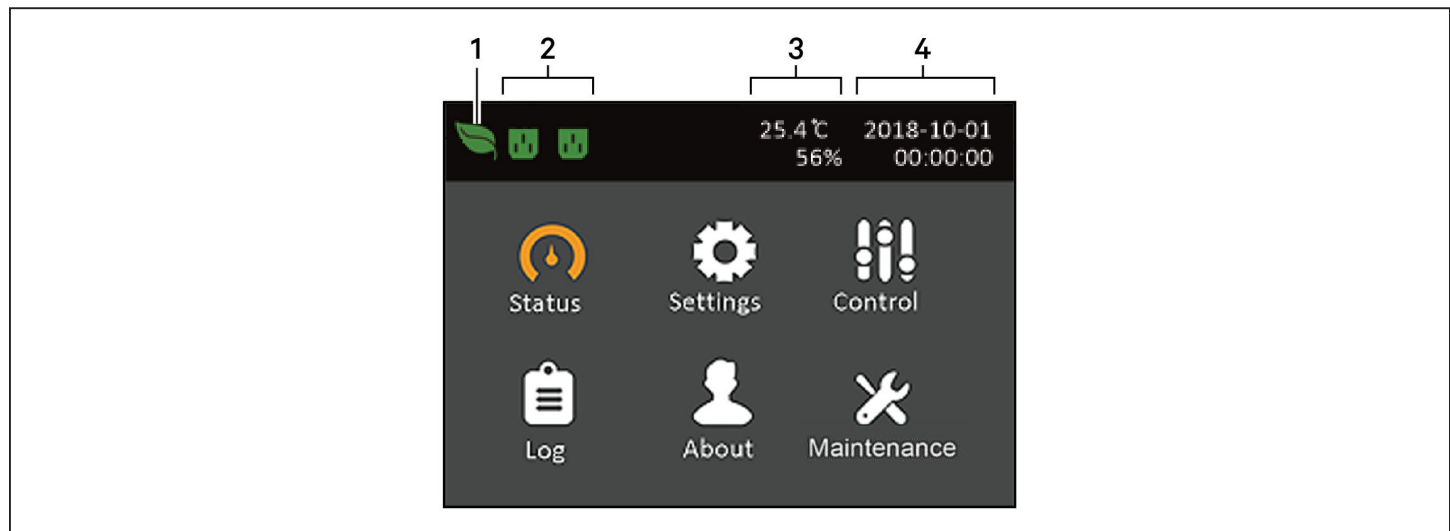 1 2 3 4
25.4℃ 2018-10-01
56% 00:00:00
Status Settings Control
Log About Maintenance